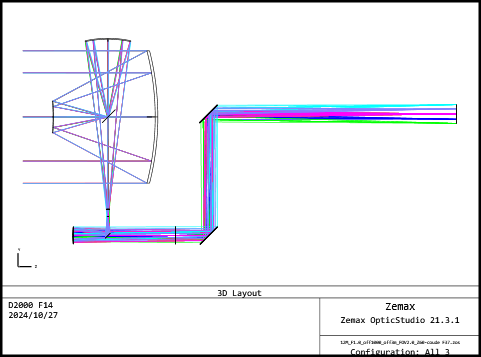 Y
Z
3D Layout
D2000 F14
2024/10/27
Zemax
Zemax OpticStudio 21.3.1
Configuration: All 3